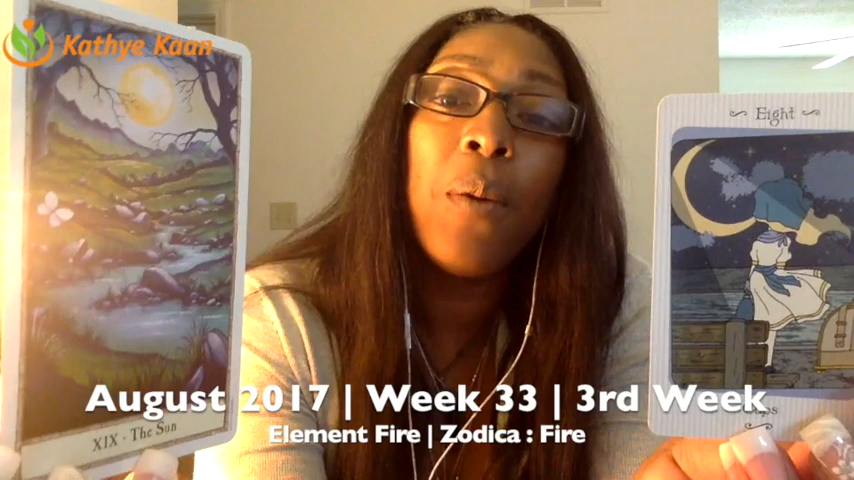 Kathye Kaan
Eight
August 2017 | Week 33 | 3rd Week
Element Fire | Zodica : Fire
XIX · The Sun